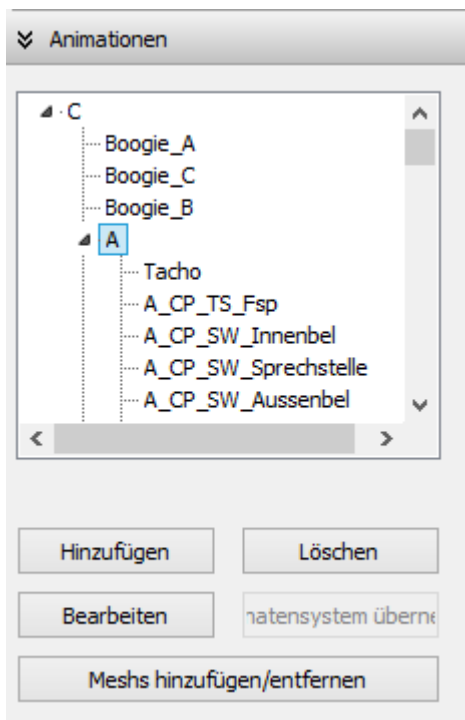 Animationen
C
Boogie_A
Boogie_C
Boogie_B
A
Tacho
A_CP_TS_Fsp
A_CP_SW_Innenbel
A_CP_SW_Sprechstelle
A_CP_SW_Aussenbel
Hinzufügen Löschen
Bearbeiten natensystem überne
Meshs hinzufügen/entfernen